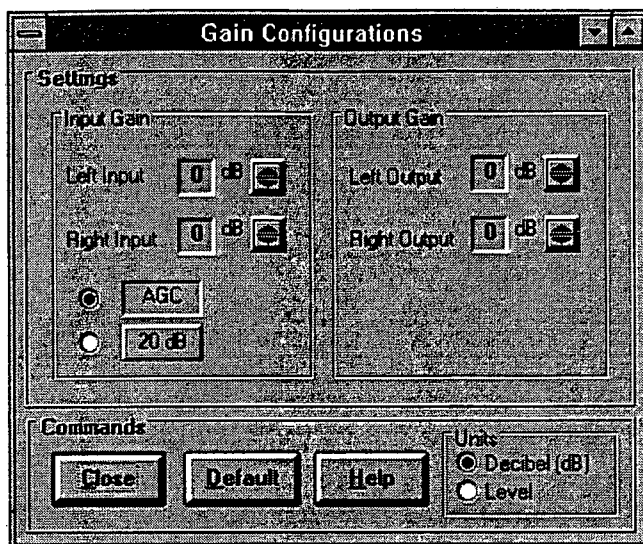 Gain Configurations
Settings
Input Gain
Left Input 0 dB
Right Input 0 dB
AGC
20 dB
Output Gain
Left Output 0 dB
Right Output 0 dB
Commands
Close Default Help
Units
Decibel (dB)
Level